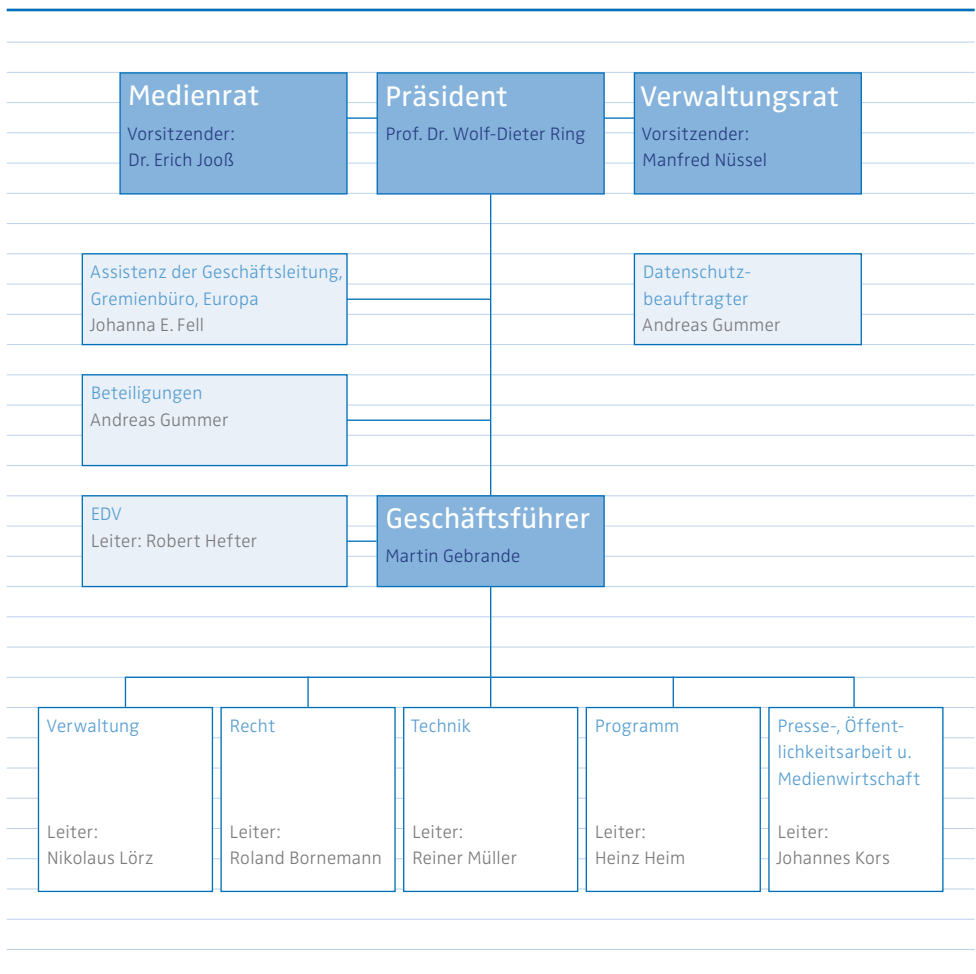 Medienrat
Vorsitzender:
Dr. Erich Jooß
Präsident
Prof. Dr. Wolf-Dieter Ring
Verwaltungsrat
Vorsitzender:
Manfred Nüssel
Assistenz der Geschäftsleitung,
Gremienbüro, Europa
Johanna E. Fell
Datenschutz-
beauftragter
Andreas Gummer
Beteiligungen
Andreas Gummer
EDV
Leiter: Robert Hefter
Geschäftsführer
Martin Gebrande
Verwaltung
Leiter:
Nikolaus Lörz
Recht
Leiter:
Roland Bornemann
Technik
Leiter:
Reiner Müller
Programm
Leiter:
Heinz Heim
Presse-, Öffent-
lichkeitsarbeit u.
Medienwirtschaft
Leiter:
Johannes Kors